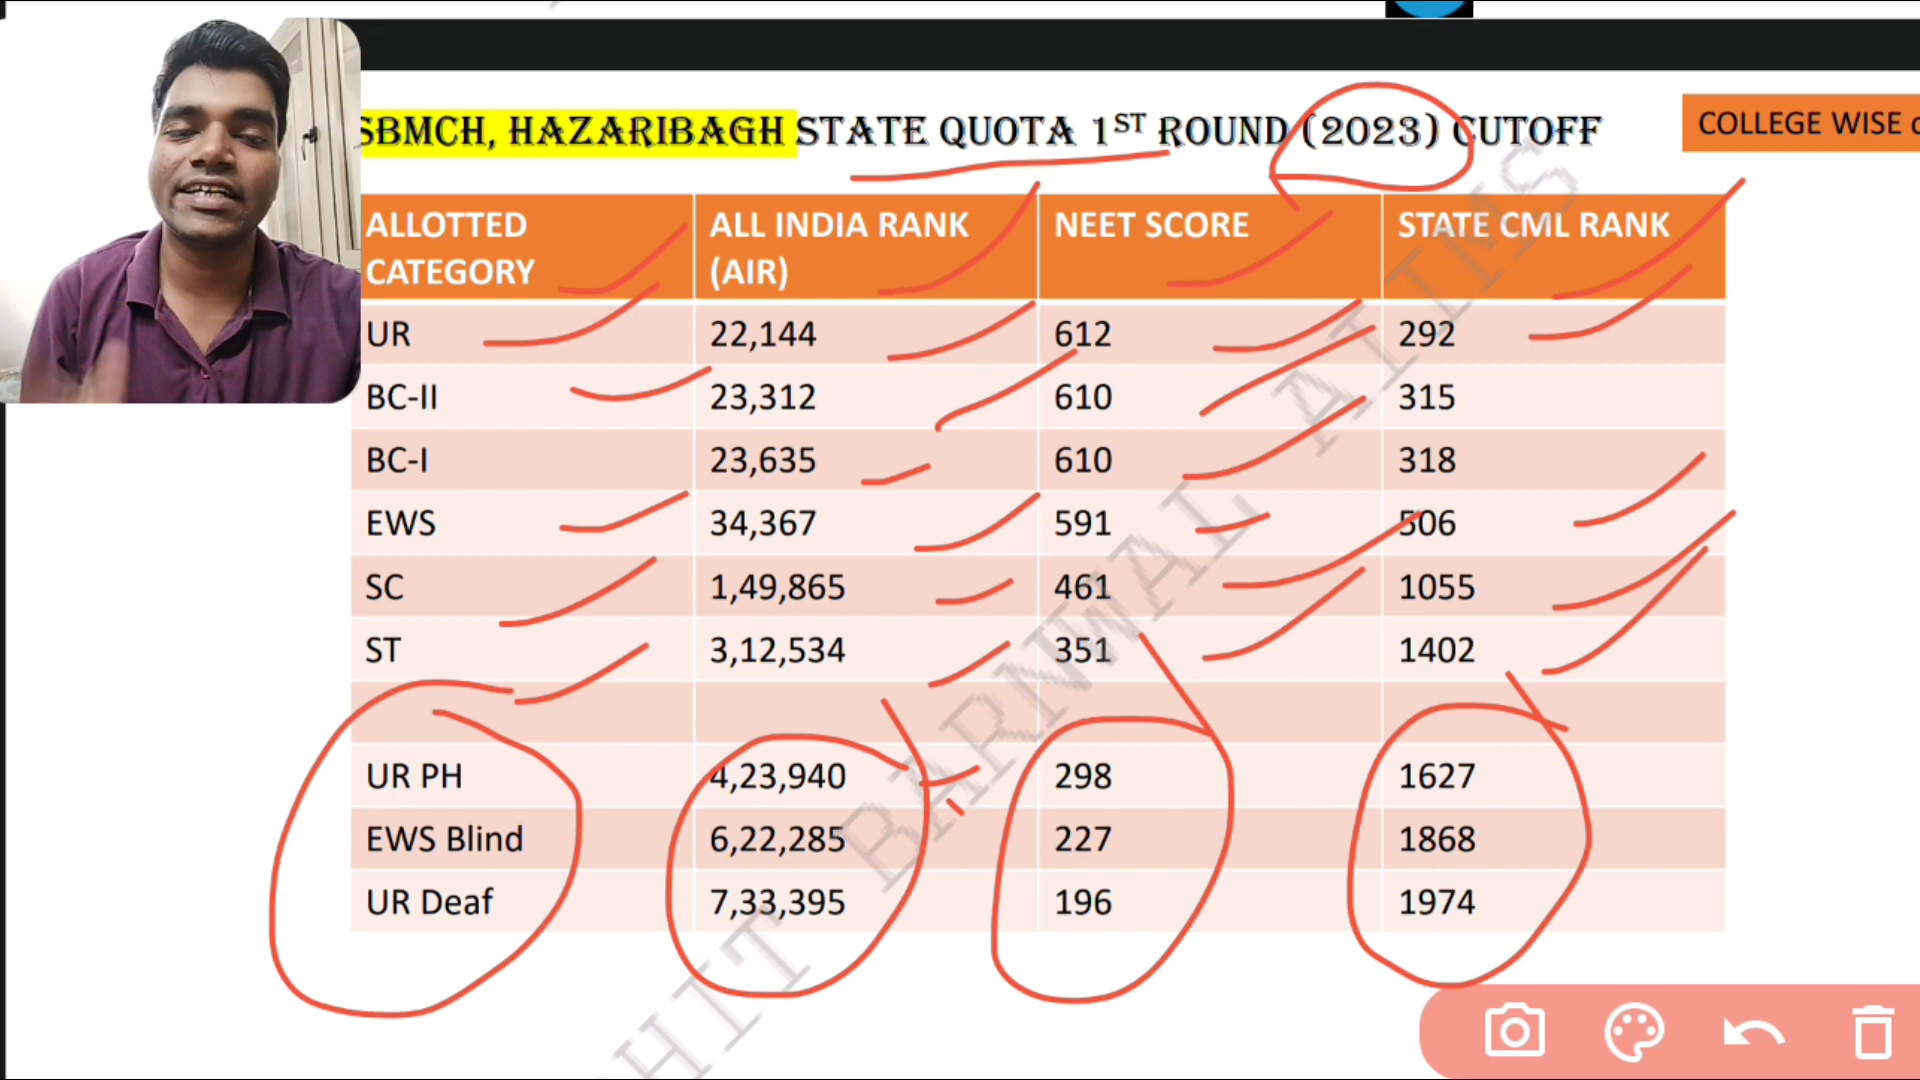 SBMCH, HAZARIBAGH STATE QUOTA 1ST ROUND (2023) CUTOFF
COLLEGE WISE
ALLOTTED CATEGORY ALL INDIA RANK (AIR) NEET SCORE STATE CML RANK
UR 22,144 612 292
BC-II 23,312 610 315
BC-I 23,635 610 318
EWS 34,367 591 506
SC 1,49,865 461 1055
ST 3,12,534 351 1402
UR PH 4,23,940 298 1627
EWS Blind 6,22,285 227 1868
UR Deaf 7,33,395 196 1974
HIT BARNWAL AIIMS